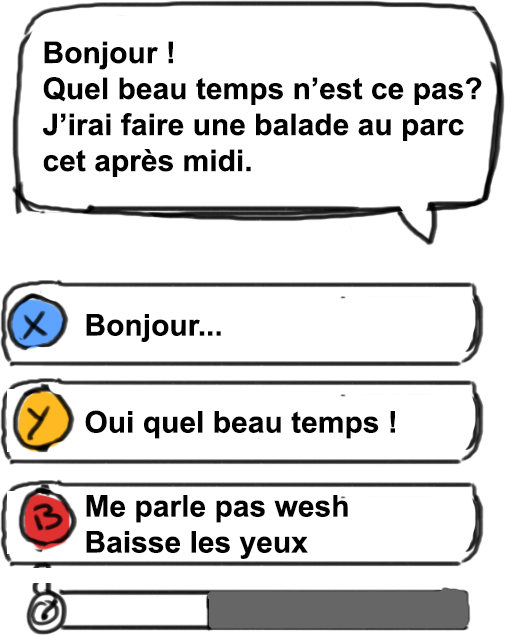 Bonjour !
Quel beau temps n’est ce pas?
J’irai faire une balade au parc
cet après midi.
X
Bonjour...
Y
Oui quel beau temps !
B
Me parle pas wesh
Baisse les yeux